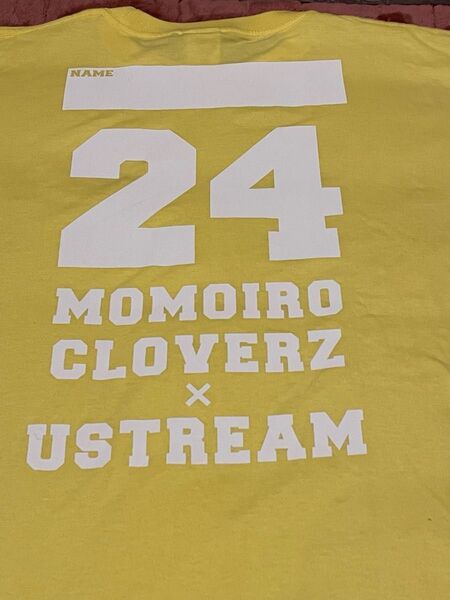 NAME
24
MOMOIRO
CLOVERZ
×
USTREAM